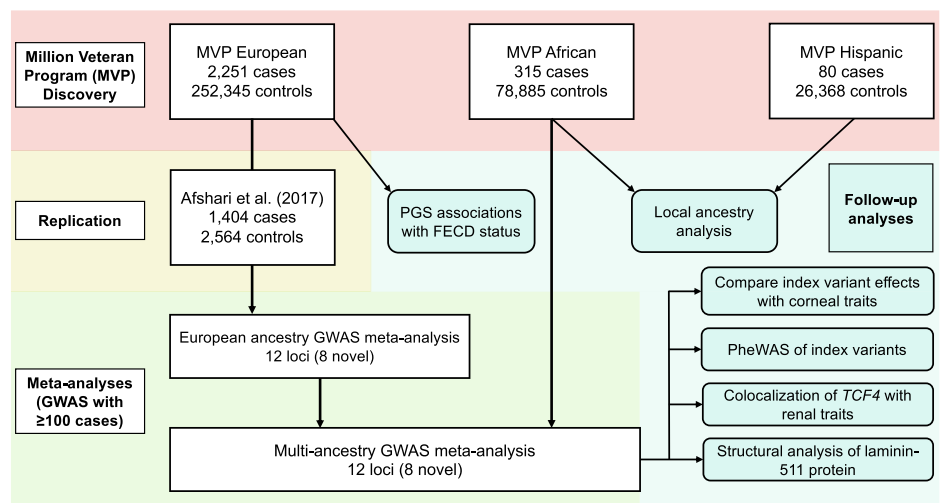 Million Veteran
Program (MVP)
Discovery
MVP European
2,251 cases
252,345 controls
MVP African
315 cases
78,885 controls
MVP Hispanic
80 cases
26,368 controls
Replication
Afshari et al. (2017)
1,404 cases
2,564 controls
PGS associations
with FECD status
Local ancestry
analysis
Follow-up
analyses
Meta-analyses
(GWAS with
≥100 cases)
European ancestry GWAS meta-analysis
12 loci (8 novel)
Multi-ancestry GWAS meta-analysis
12 loci (8 novel)
Compare index variant effects
with corneal traits
PheWAS of index variants
Colocalization of TCF4 with
renal traits
Structural analysis of laminin-
511 protein